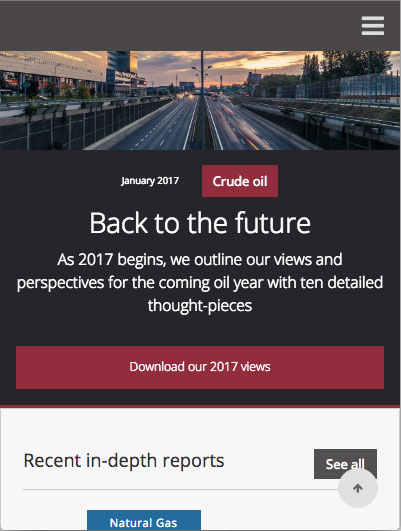 January 2017 Crude oil
Back to the future
As 2017 begins, we outline our views and
perspectives for the coming oil year with ten detailed
thought-pieces
Download our 2017 views
Recent in-depth reports
See all
Natural Gas